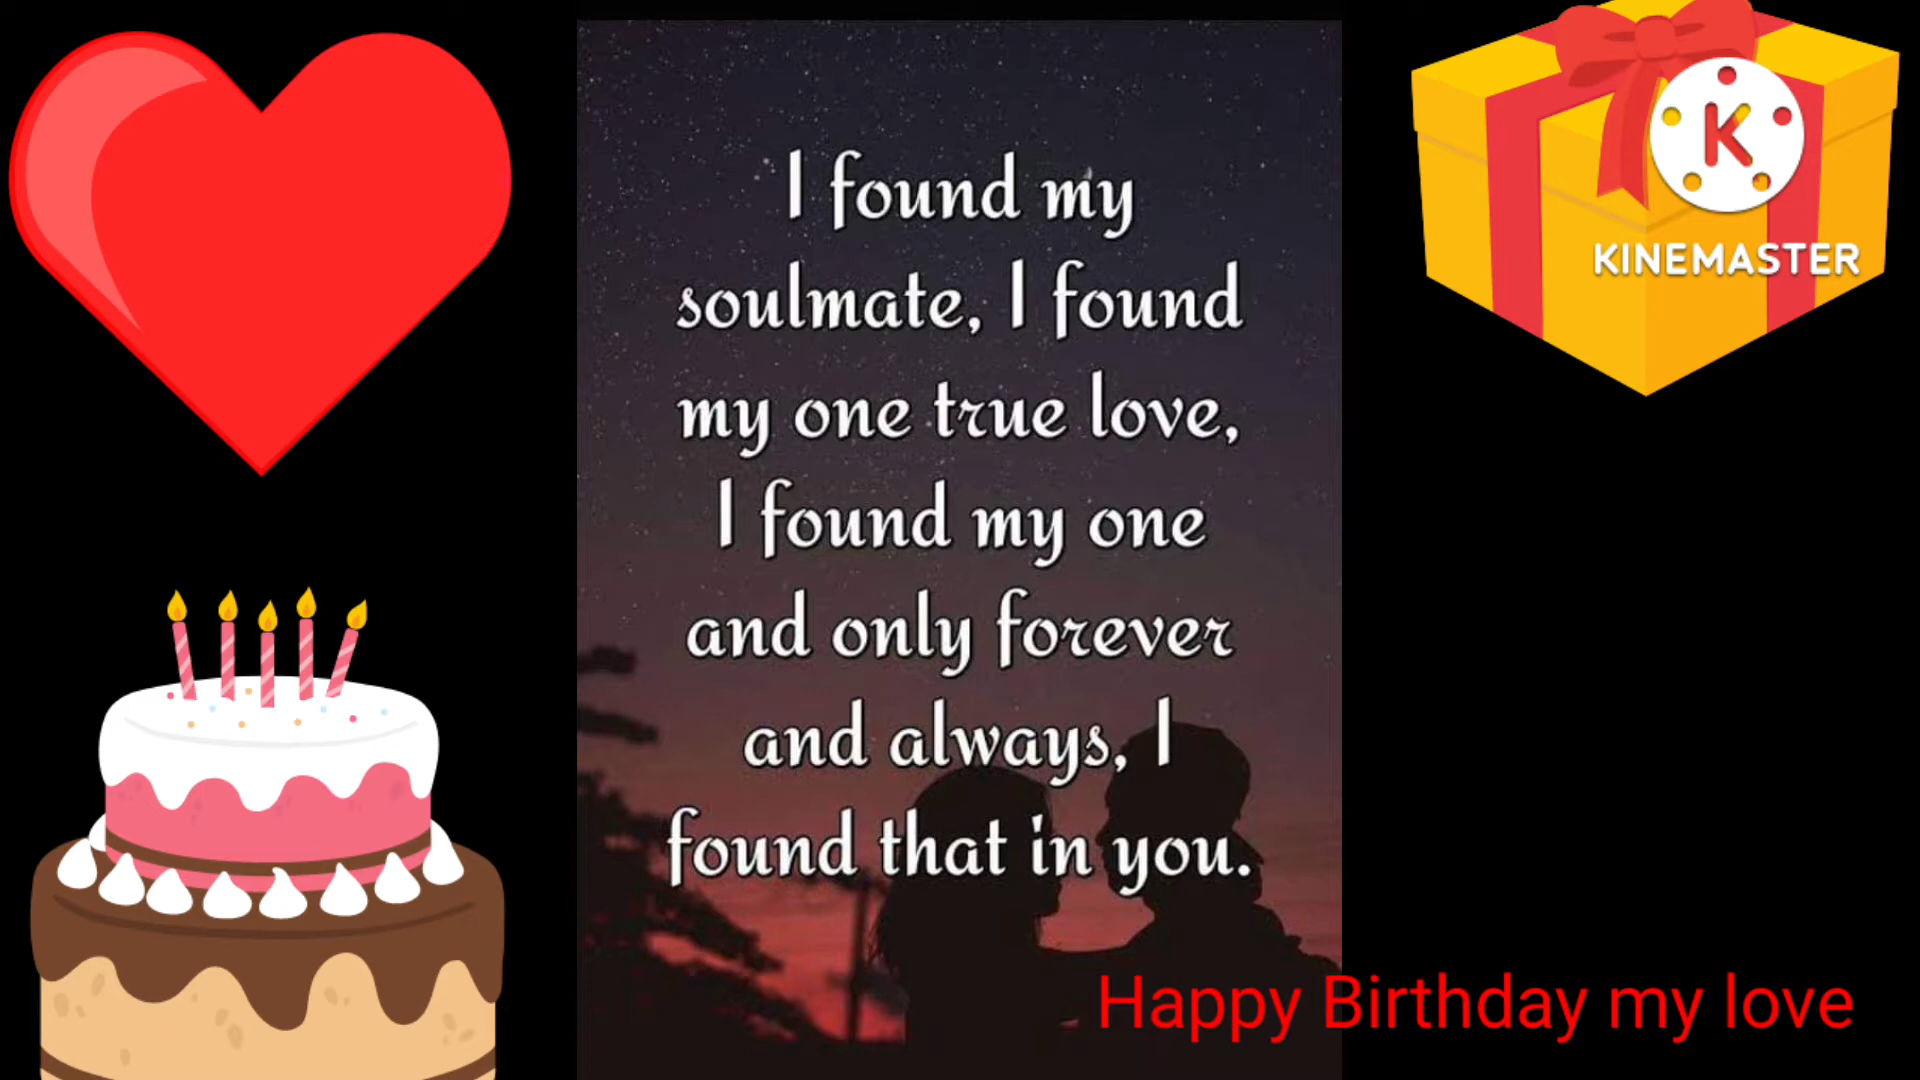 I found my
soulmate, I found
my one true love,
I found my one
and only forever
and always, I
found that in you.
K
KINEMASTER
Happy Birthday my love